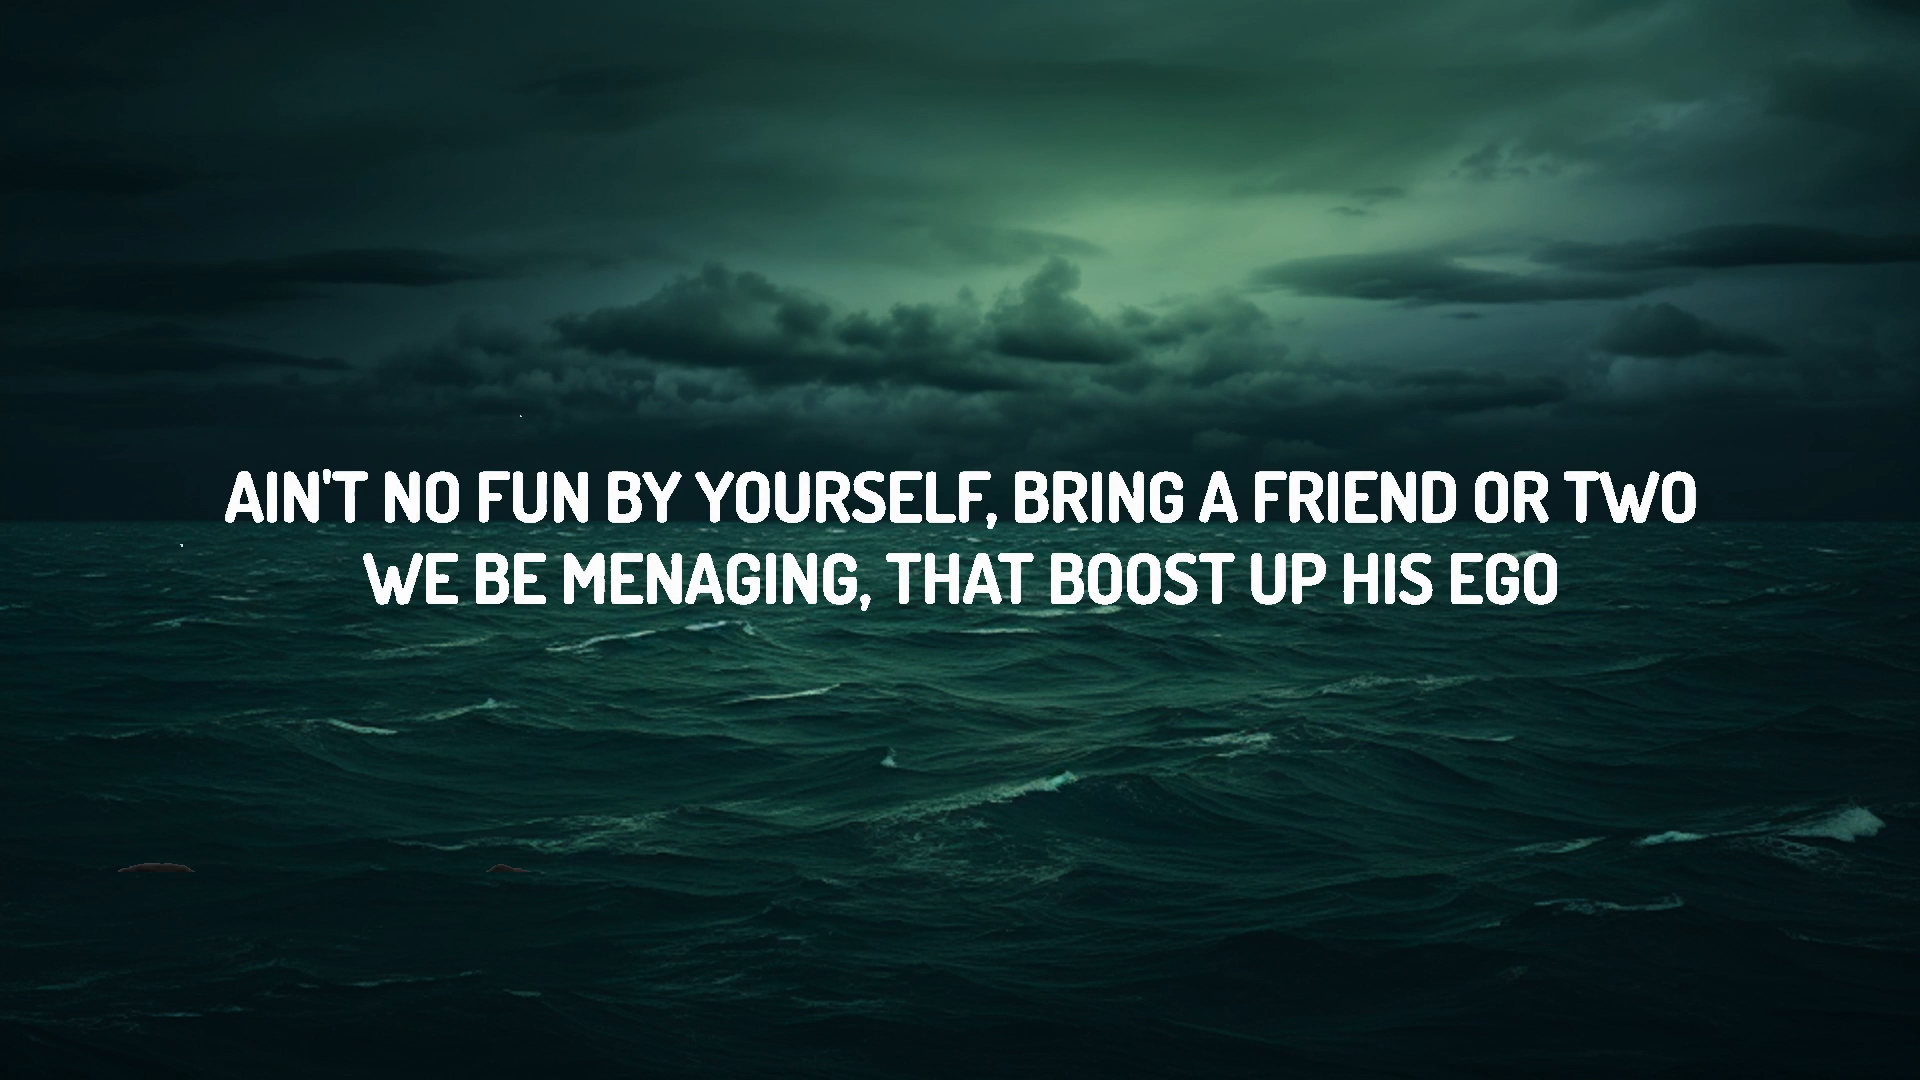 AIN'T NO FUN BY YOURSELF, BRING A FRIEND OR TWO
WE BE MENAGING, THAT BOOST UP HIS EGO